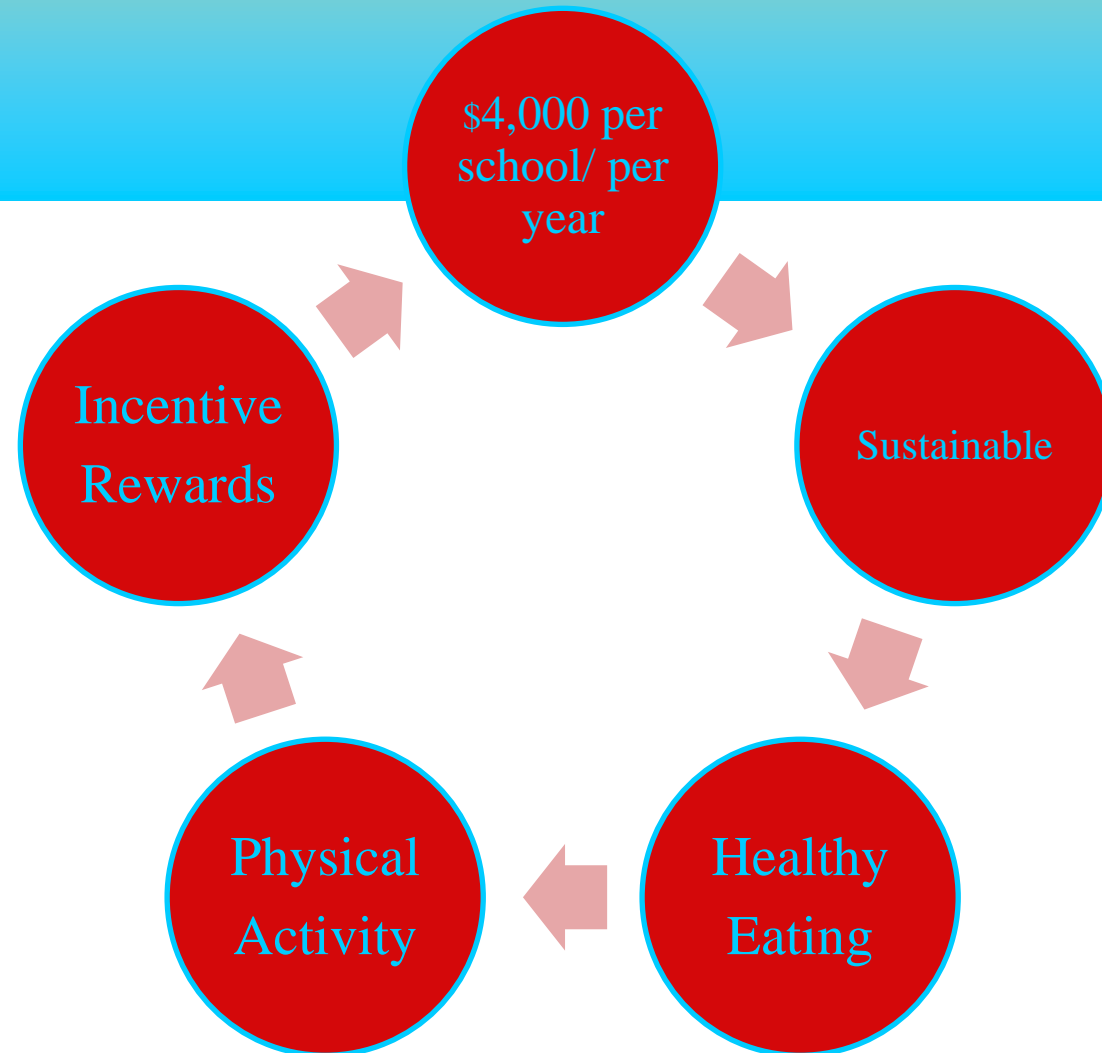 $4,000 per
school/ per
year
Sustainable
Healthy
Eating
Physical
Activity
Incentive
Rewards